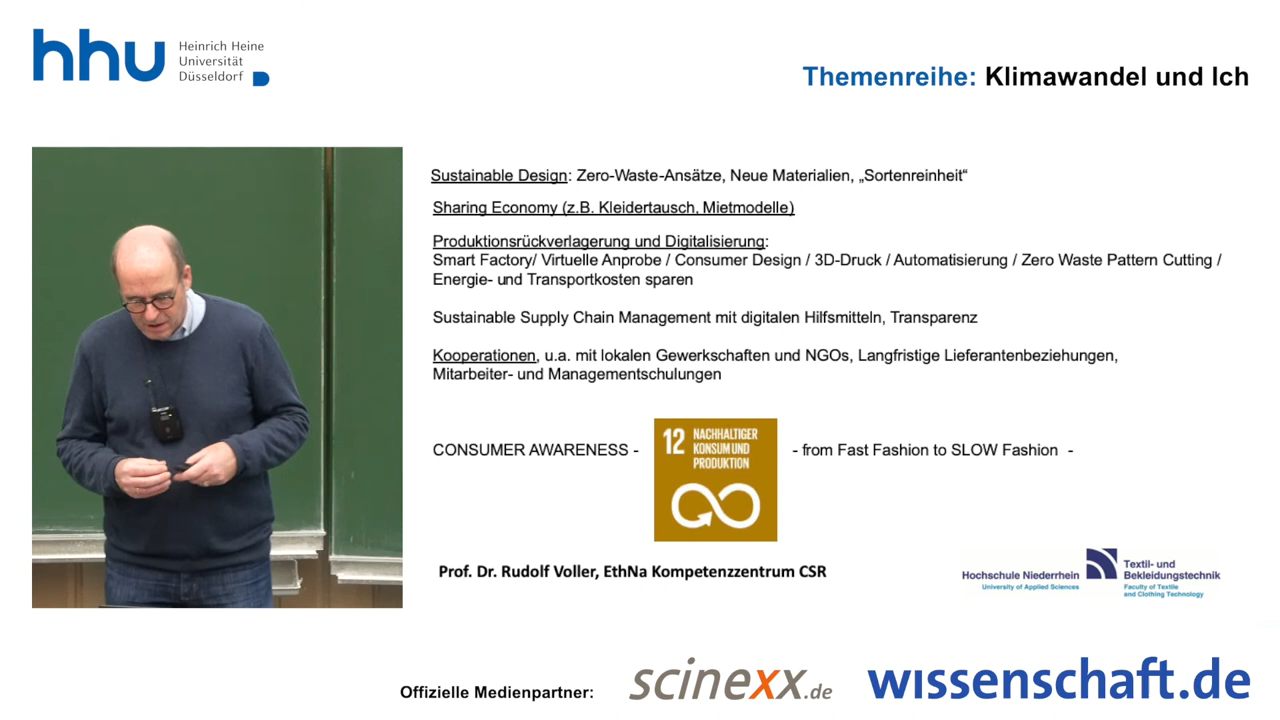 hhu
Heinrich Heine
Universität
Düsseldorf
Themenreihe: Klimawandel und Ich
Sustainable Design: Zero-Waste-Ansätze, Neue Materialien, „Sortenreinheit“
Sharing Economy (z.B. Kleidertausch, Mietmodelle)
Produktionsrückverlagerung und Digitalisierung:
Smart Factory/ Virtuelle Anprobe / Consumer Design / 3D-Druck / Automatisierung / Zero Waste Pattern Cutting /
Energie- und Transportkosten sparen
Sustainable Supply Chain Management mit digitalen Hilfsmitteln, Transparenz
Kooperationen, u.a. mit lokalen Gewerkschaften und NGOs, Langfristige Lieferantenbeziehungen,
Mitarbeiter- und Managementschulungen
CONSUMER AWARENESS -
12 NACHHALTIGER
KONSUM UND
PRODUKTION
- from Fast Fashion to SLOW Fashion -
Prof. Dr. Rudolf Voller, EthNa Kompetenzzentrum CSR
Hochschule Niederrhein
University of Applied Sciences
Textil- und
Bekleidungstechnik
Faculty of Textile
and Clothing Technology
Offizielle Medienpartner:
scinexx.de
wissenschaft.de